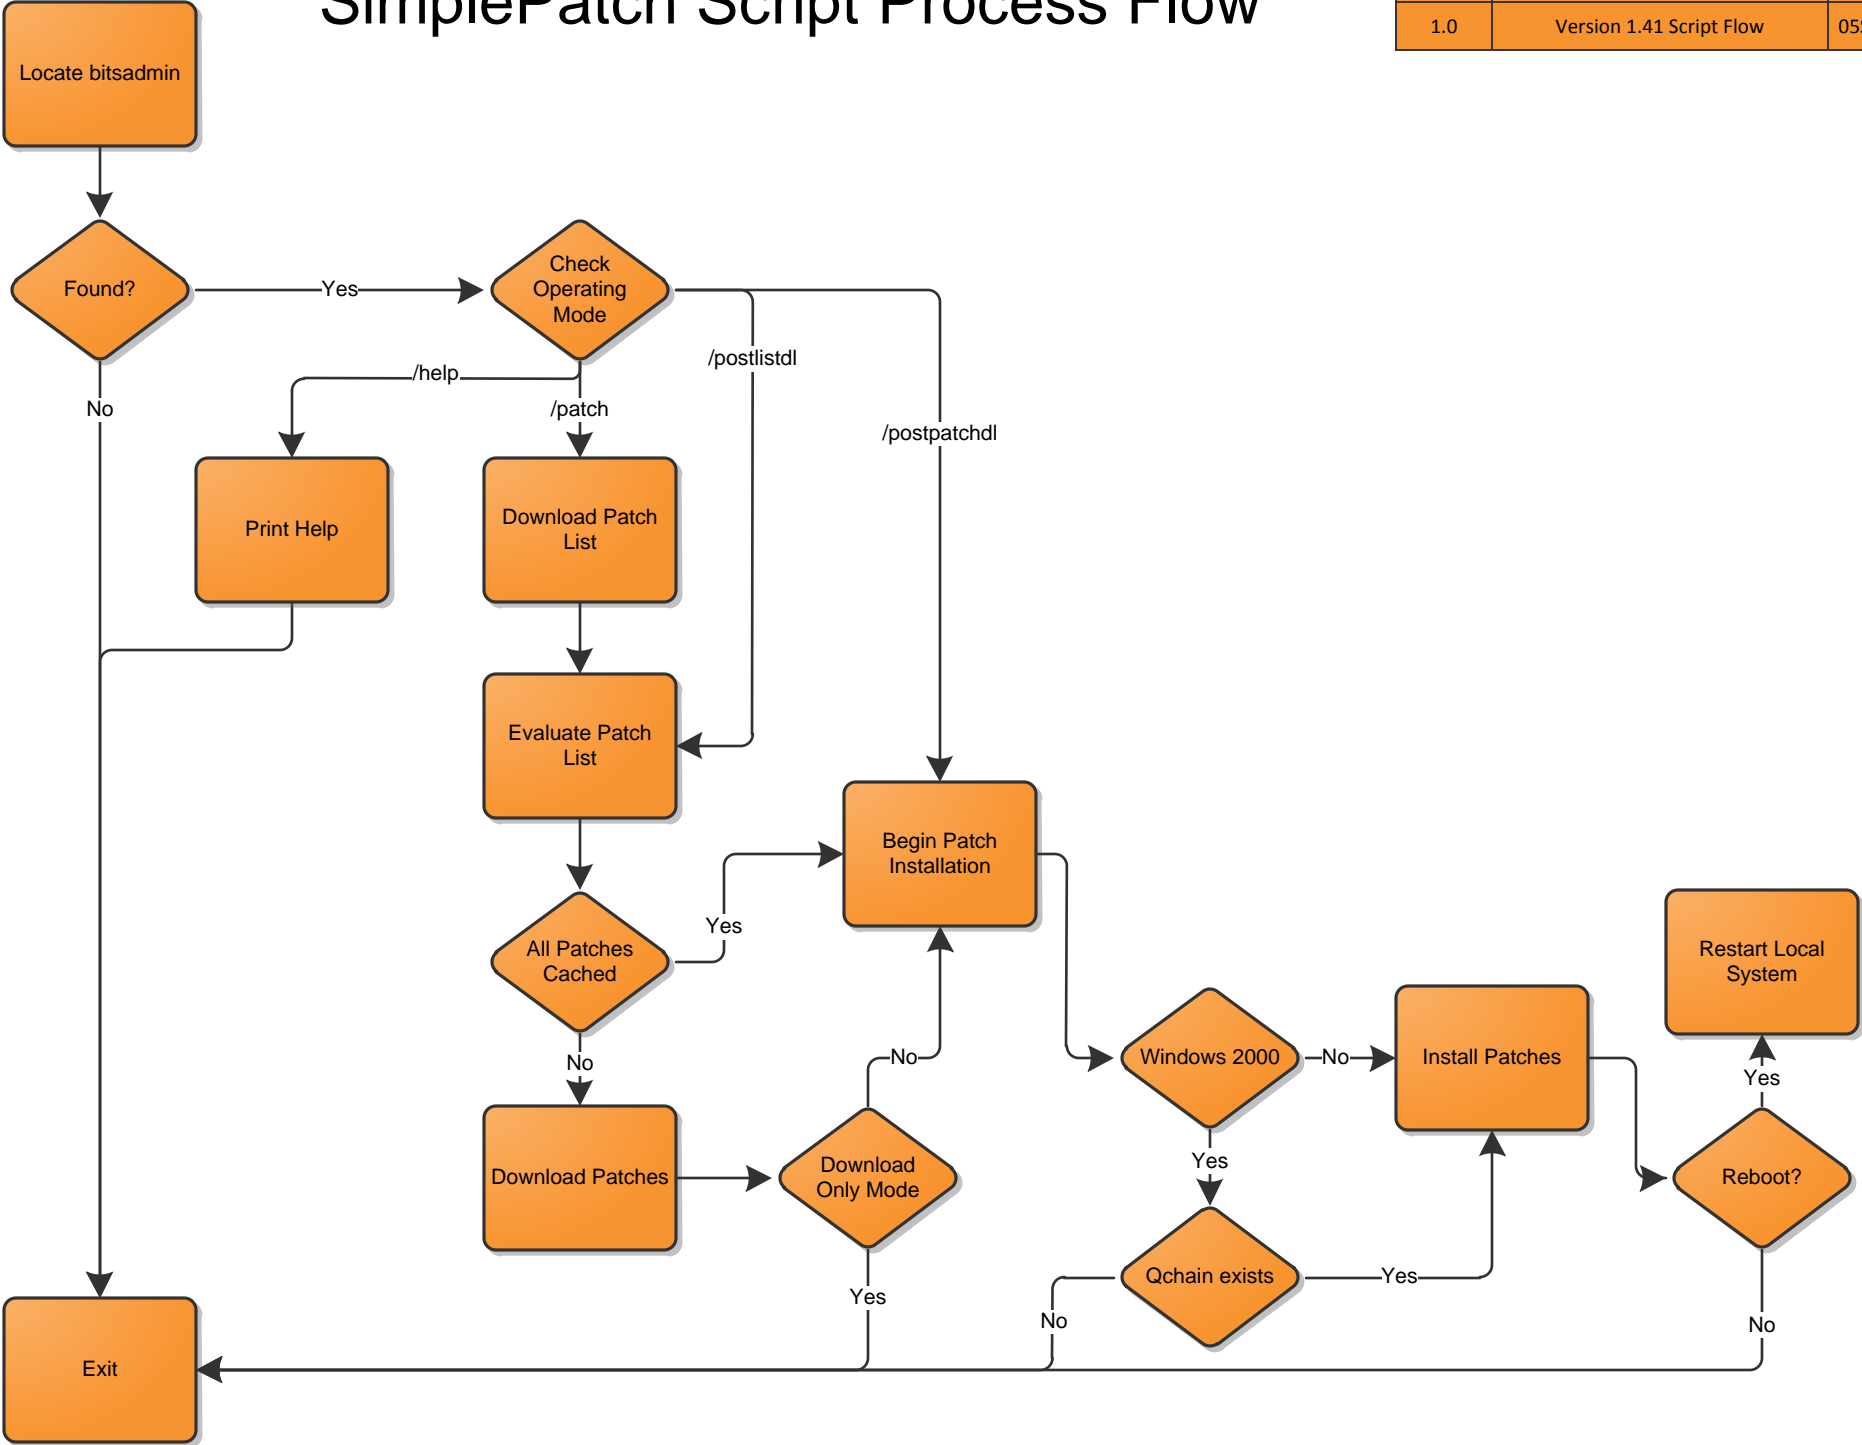 SimplePatch Script Process Flow
1.0
Version 1.41 Script Flow
Locate bitsadmin
Found?
Yes
Check
Operating
Mode
/postlistdl
/help
No
/patch
/postpatchdl
Print Help
Download Patch
List
Evaluate Patch
List
Begin Patch
Installation
Yes
All Patches
Cached
Restart Local
System
No
No
Windows 2000
No
Install Patches
Yes
Yes
Download Patches
Download
Only Mode
Reboot?
Qchain exists
Yes
Yes
No
No
Exit